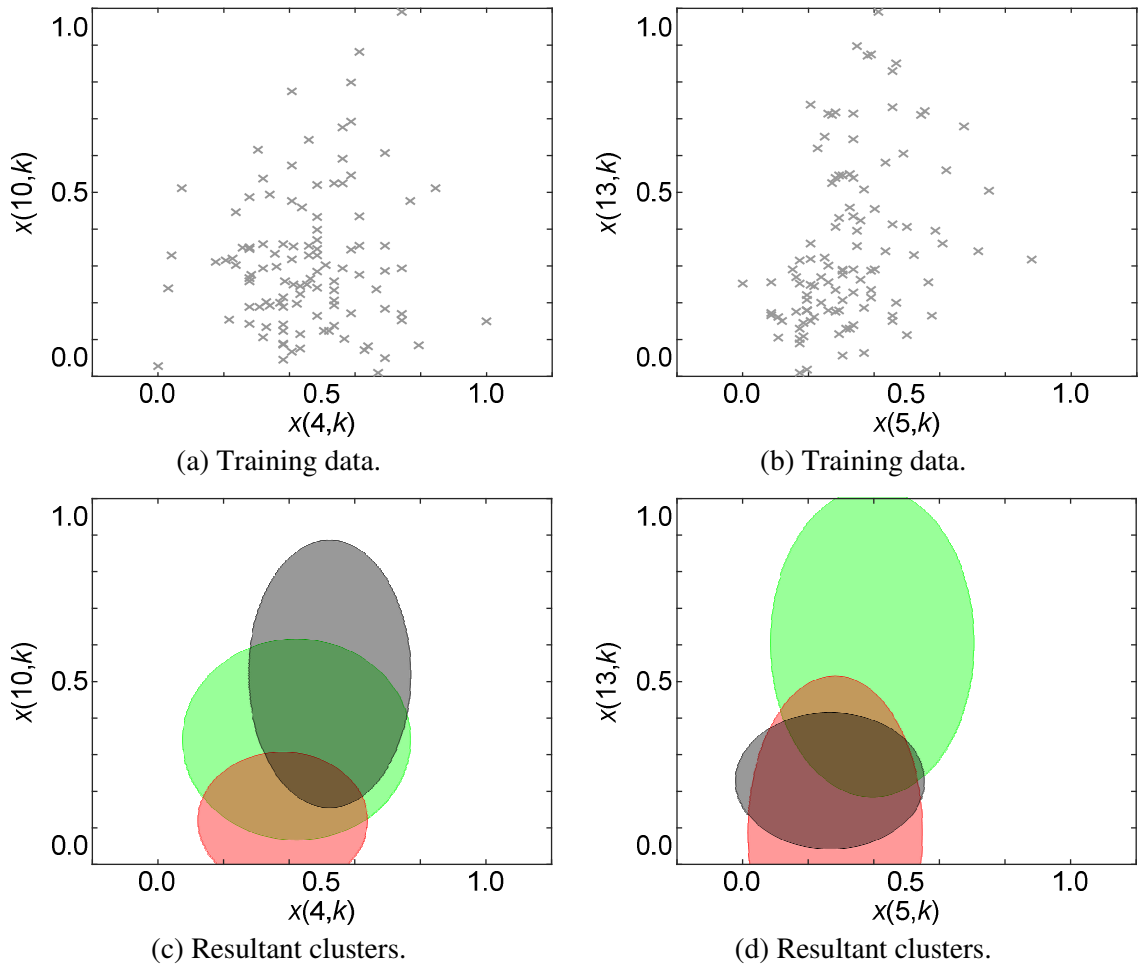 1.0
0.5
0.0
x(10,k)
0.0 0.5 1.0
x(4,k)
(a) Training data.
1.0
0.5
0.0
x(13,k)
0.0 0.5 1.0
x(5,k)
(b) Training data.
1.0
0.5
0.0
x(10,k)
0.0 0.5 1.0
x(4,k)
(c) Resultant clusters.
1.0
0.5
0.0
x(13,k)
0.0 0.5 1.0
x(5,k)
(d) Resultant clusters.